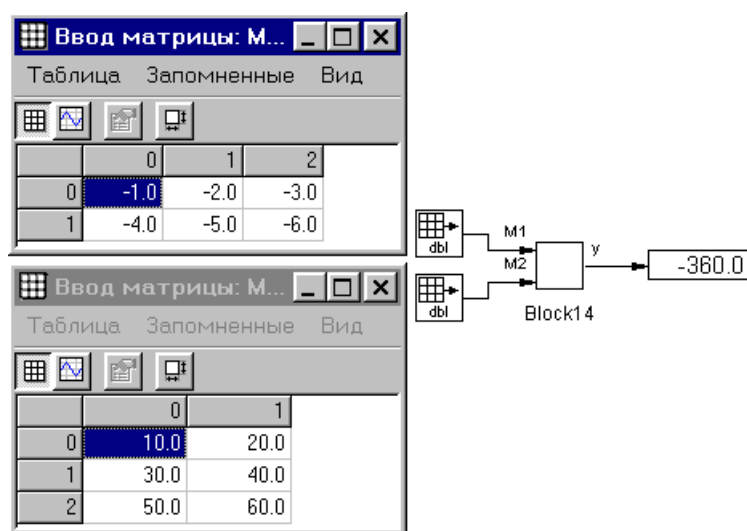 Ввод матрицы: М...
Таблица Запомненные Вид
0 1 2
0 -1.0 -2.0 -3.0
1 -4.0 -5.0 -6.0
Ввод матрицы: М...
Таблица Запомненные Вид
0 1
0 10.0 20.0
1 30.0 40.0
2 50.0 60.0
dbl
M1
y
M2
-360.0
dbl
Block14